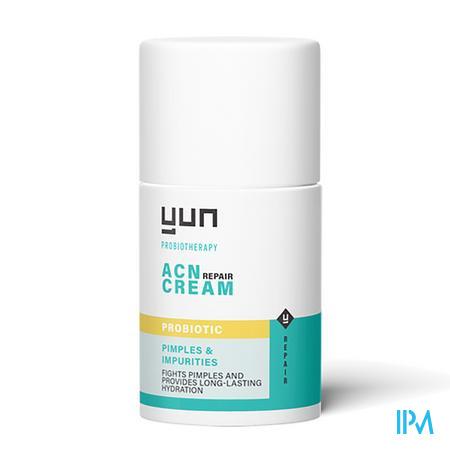 yun
PROBIOTHERAPY
ACN REPAIR
CREAM
PROBIOTIC
PIMPLES &
IMPURITIES
FIGHTS PIMPLES AND
PROVIDES LONG-LASTING
HYDRATION
y
REPAIR
IPM